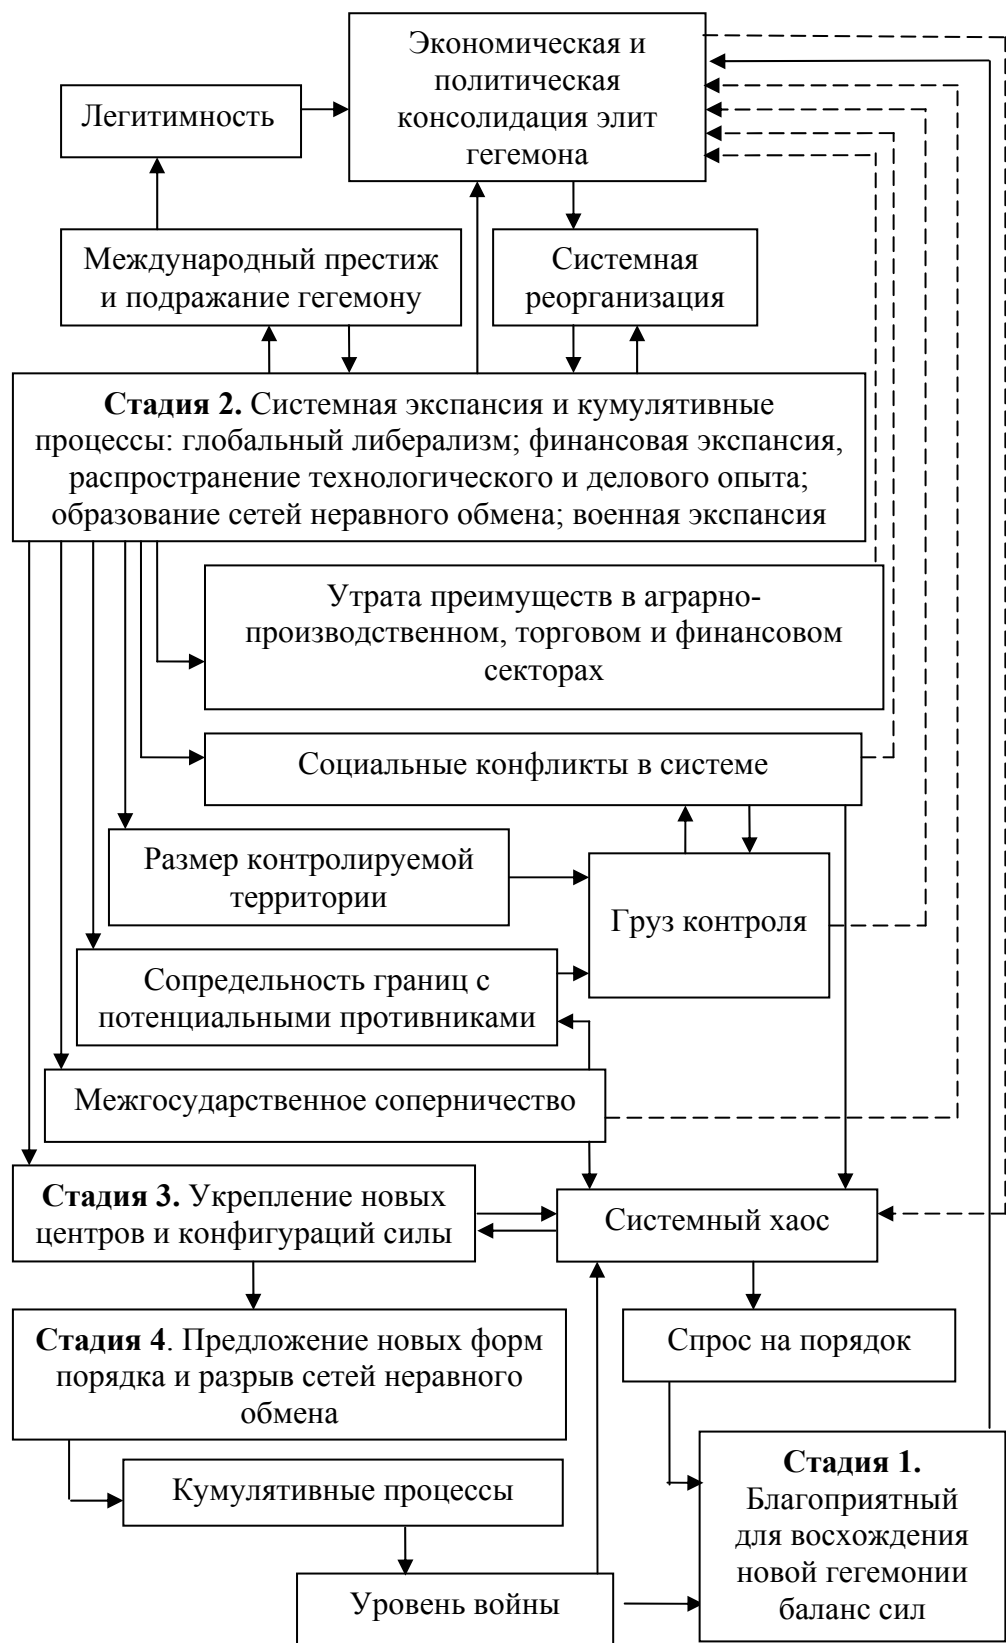 Экономическая и
политическая
консолидация элит
гегемона
Легитимность
Международный престиж
и подражание гегемону
Системная
реорганизация
Стадия 2. Системная экспансия и кумулятивные
процессы: глобальный либерализм; финансовая экспансия,
распространение технологического и делового опыта;
образование сетей неравного обмена; военная экспансия
Утрата преимуществ в аграрно-
производственном, торговом и финансовом
секторах
Социальные конфликты в системе
Размер контролируемой
территории
Груз контроля
Сопредельность границ с
потенциальными противниками
Межгосударственное соперничество
Стадия 3. Укрепление новых
центров и конфигураций силы
Системный хаос
Стадия 4. Предложение новых форм
порядка и разрыв сетей неравного
обмена
Спрос на порядок
Кумулятивные процессы
Стадия 1.
Благоприятный
для восхождения
новой гегемонии
баланс сил
Уровень войны